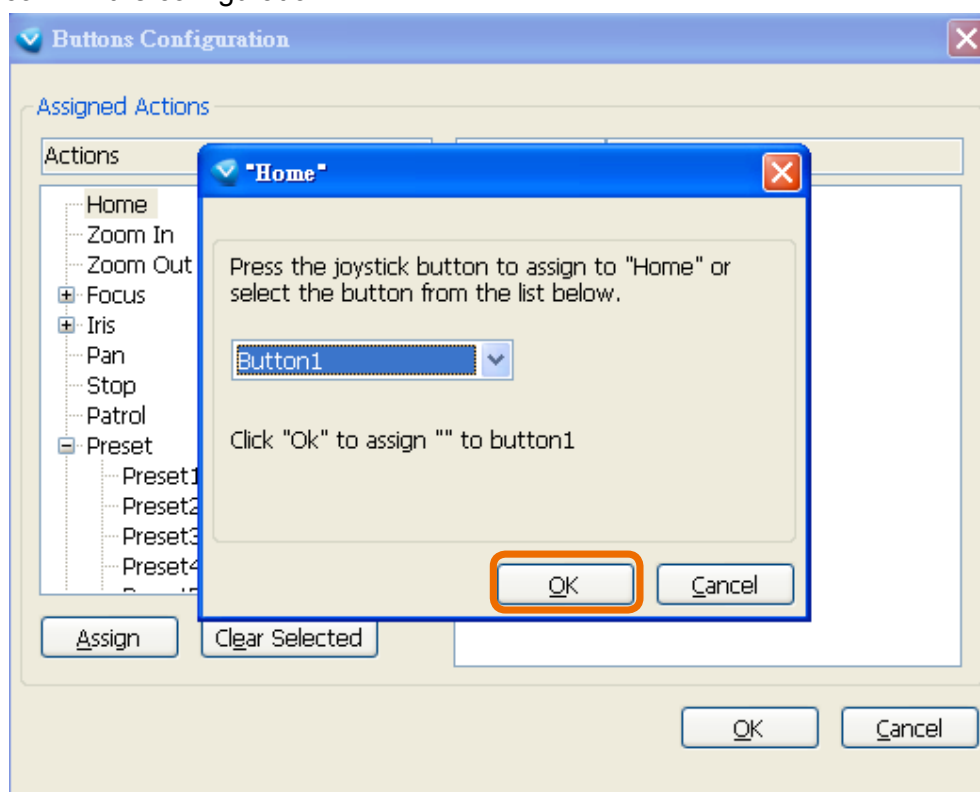 Buttons Configuration
Assigned Actions
Actions
Home
Zoom In
Zoom Out
Focus
Iris
Pan
Stop
Patrol
Preset
Preset1
Preset2
Preset3
Preset4
"Home"
Press the joystick button to assign to "Home" or
select the button from the list below.
Button1
Click "Ok" to assign "" to button1
OK
Cancel
Assign
Clear Selected
OK
Cancel